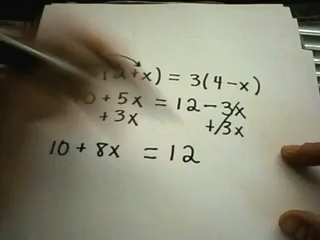 (2+x) = 3(4-x)
0 + 5x = 12 - 3x
+ 3x +3x
10 + 8x = 12